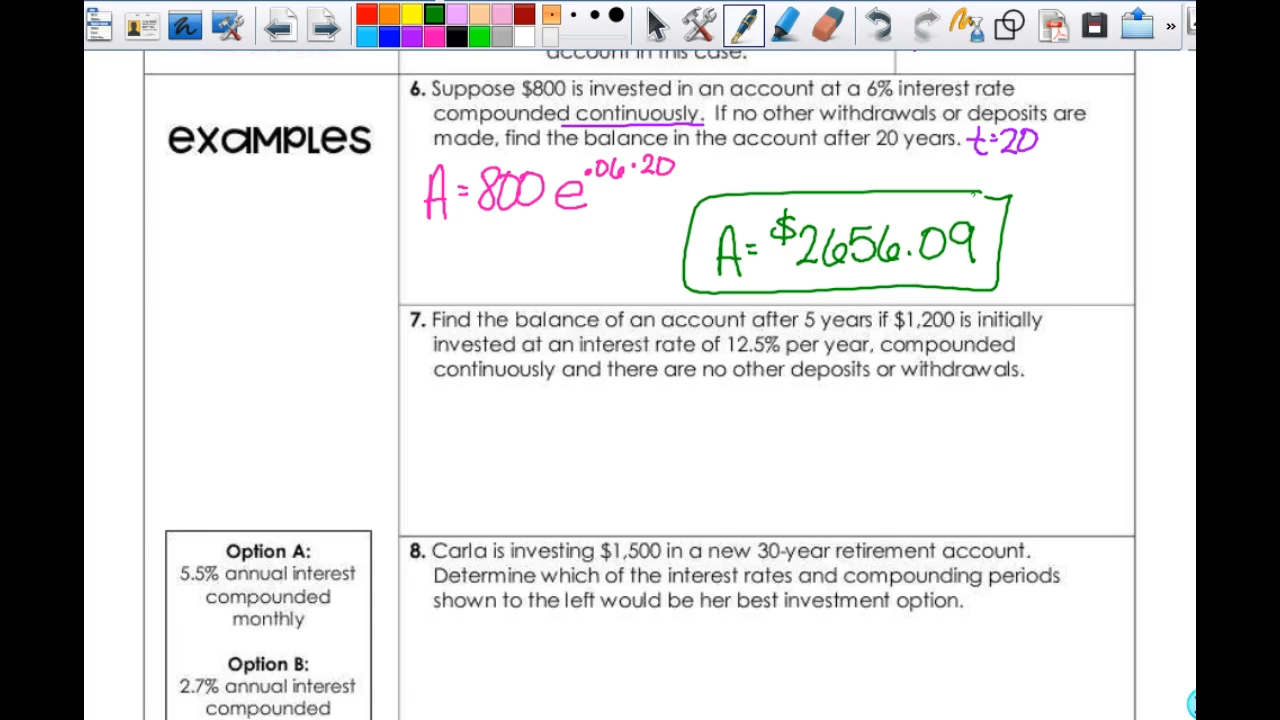 account in this case.
examples
6. Suppose $800 is invested in an account at a 6% interest rate
compounded continuously. If no other withdrawals or deposits are
made, find the balance in the account after 20 years. t=20
A=800 e^.06·20
A= $2656.09
7. Find the balance of an account after 5 years if $1,200 is initially
invested at an interest rate of 12.5% per year, compounded
continuously and there are no other deposits or withdrawals.
Option A:
5.5% annual interest
compounded
monthly
Option B:
2.7% annual interest
compounded
8. Carla is investing $1,500 in a new 30-year retirement account.
Determine which of the interest rates and compounding periods
shown to the left would be her best investment option.